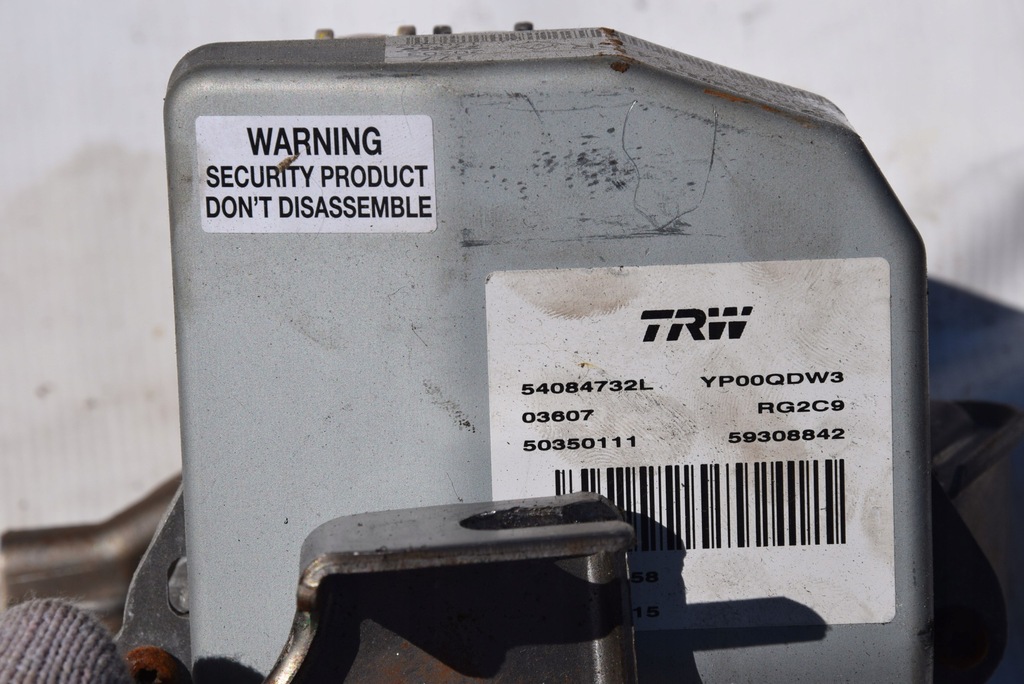 WARNING
SECURITY PRODUCT
DON'T DISASSEMBLE
TRW
54084732L YP00QDW3
03607 RG2C9
50350111 59308842
58
15